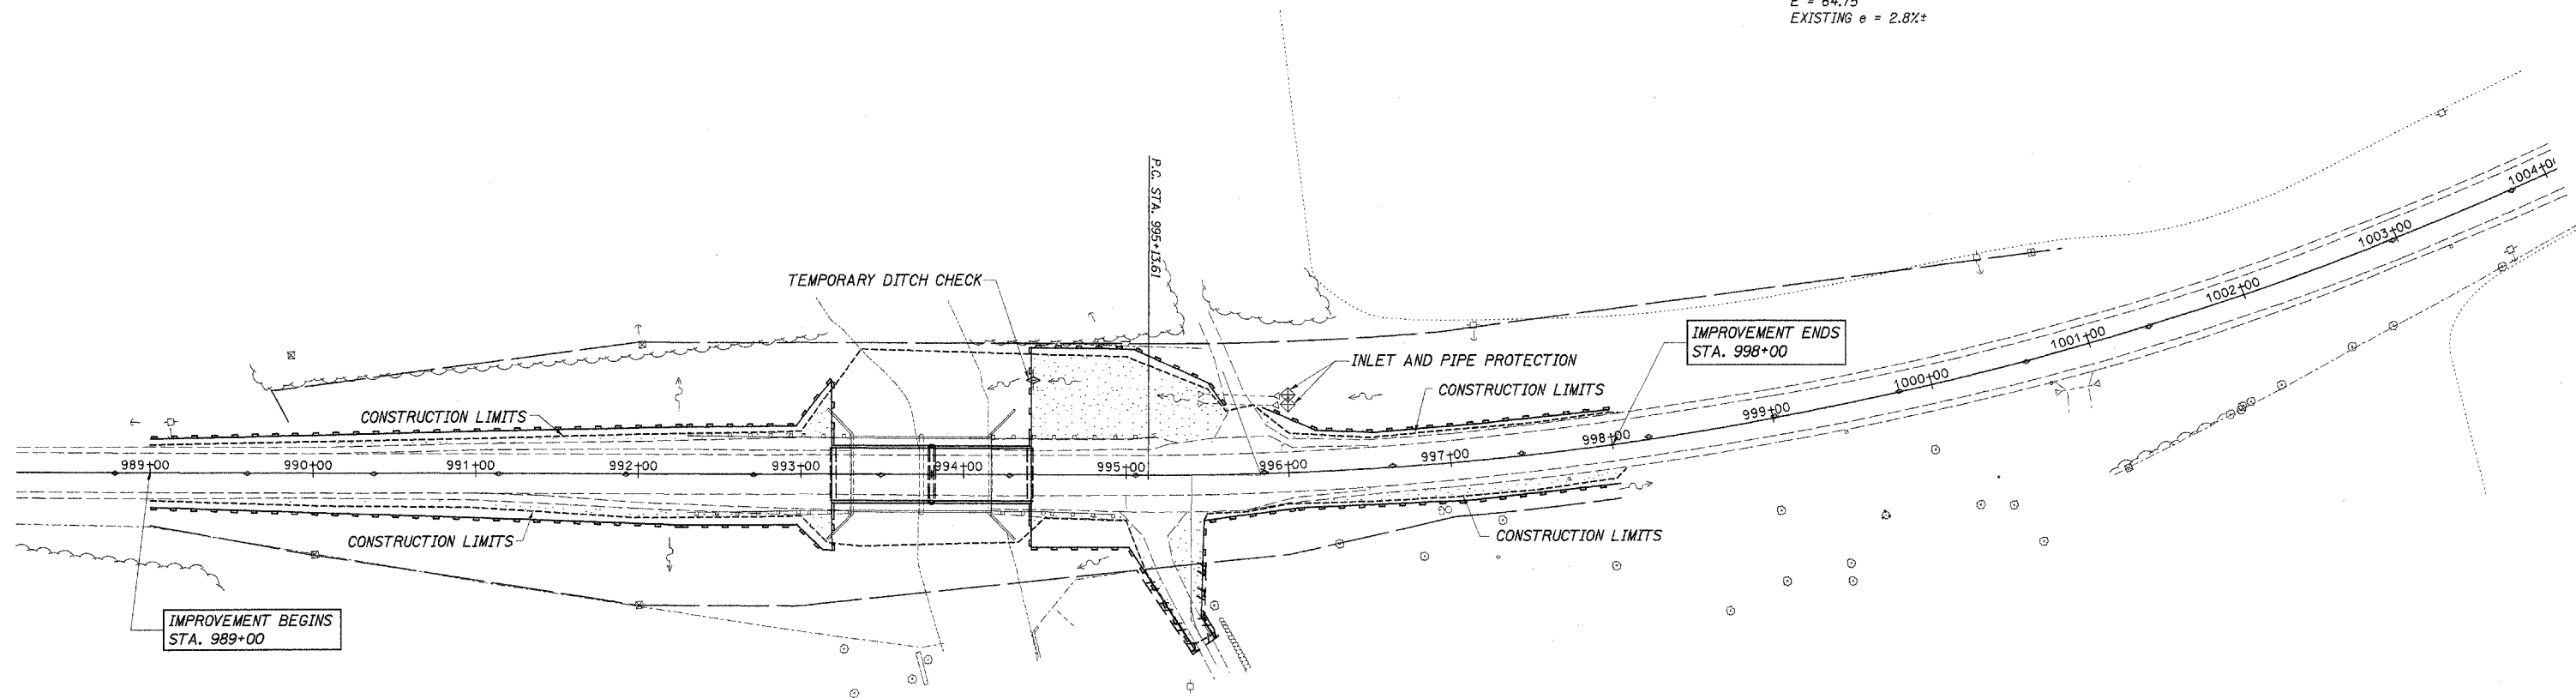 E = 64.75'
EXISTING e = 2.8%±
P.C. STA. 995+13.61
TEMPORARY DITCH CHECK
INLET AND PIPE PROTECTION
CONSTRUCTION LIMITS
IMPROVEMENT ENDS
STA. 998+00
CONSTRUCTION LIMITS
989+00
990+00
991+00
992+00
993+00
994+00
995+00
996+00
997+00
998+00
999+00
1000+00
1001+00
1002+00
1003+00
CONSTRUCTION LIMITS
CONSTRUCTION LIMITS
IMPROVEMENT BEGINS
STA. 989+00